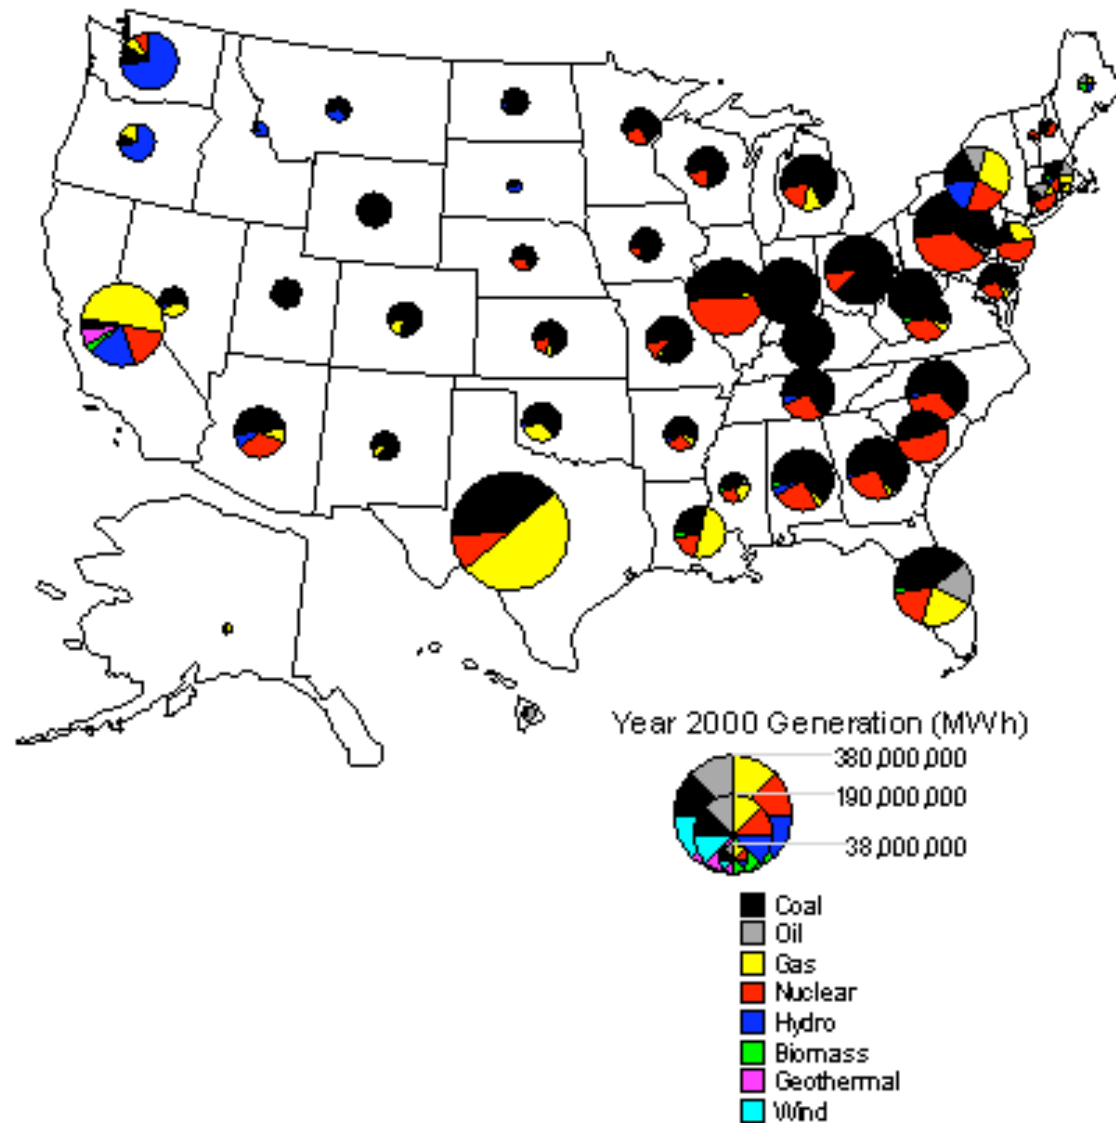 Year 2000 Generation (MWh)
380,000,000
190,000,000
38,000,000
Coal
Oil
Gas
Nuclear
Hydro
Biomass
Geothermal
Wind